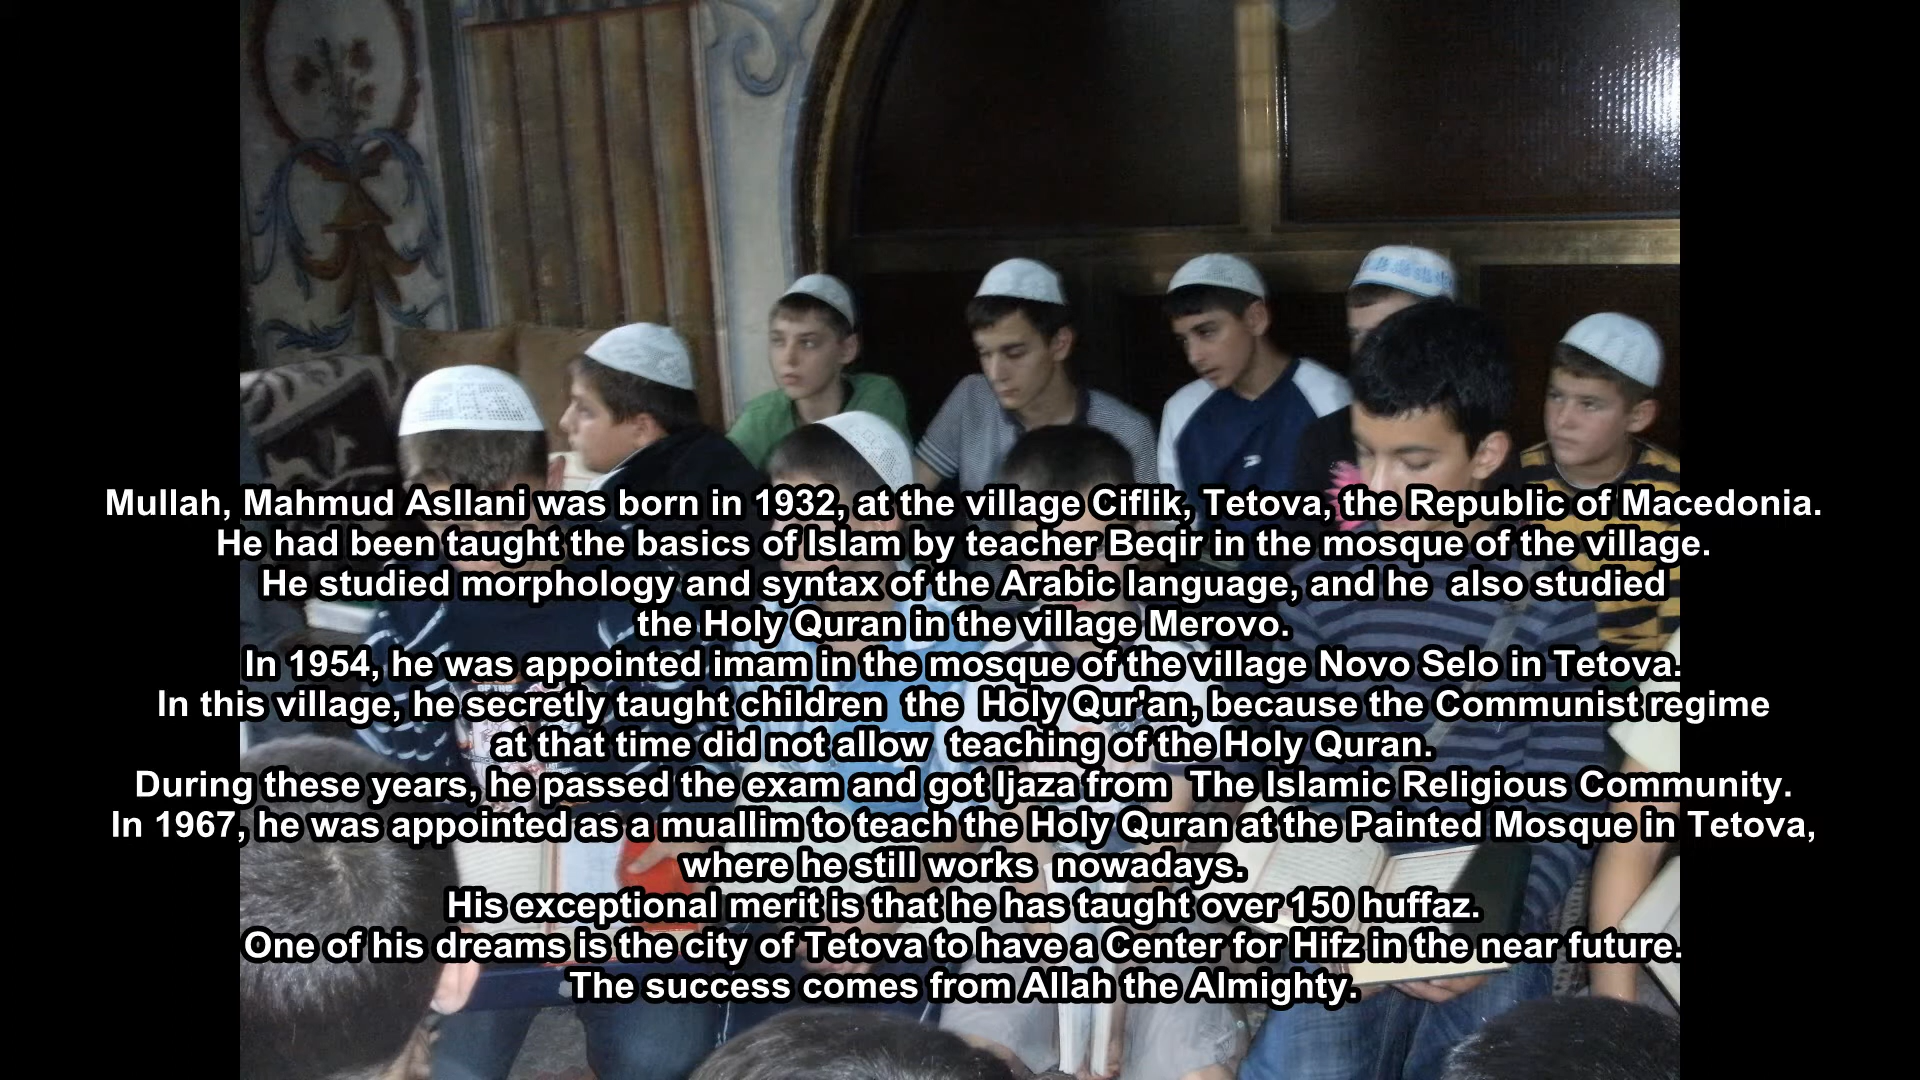 Mullah, Mahmud Asllani was born in 1932, at the village Ciflik, Tetova, the Republic of Macedonia.
He had been taught the basics of Islam by teacher Beqir in the mosque of the village.
He studied morphology and syntax of the Arabic language, and he  also studied
the Holy Quran in the village Merovo.
In 1954, he was appointed imam in the mosque of the village Novo Selo in Tetova.
In this village, he secretly taught children  the  Holy Qur'an, because the Communist regime
at that time did not allow  teaching of the Holy Quran.
During these years, he passed the exam and got Ijaza from  The Islamic Religious Community.
In 1967, he was appointed as a muallim to teach the Holy Quran at the Painted Mosque in Tetova,
where he still works  nowadays.
His exceptional merit is that he has taught over 150 huffaz.
One of his dreams is the city of Tetova to have a Center for Hifz in the near future.
The success comes from Allah the Almighty.